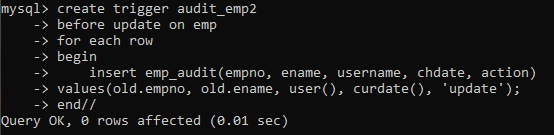 mysql> create trigger audit_emp2
    -> before update on emp
    -> for each row
    -> begin
    ->     insert emp_audit(empno, ename, username, chdate, action)
    -> values(old.empno, old.ename, user(), curdate(), 'update');
    -> end//
Query OK, 0 rows affected (0.01 sec)